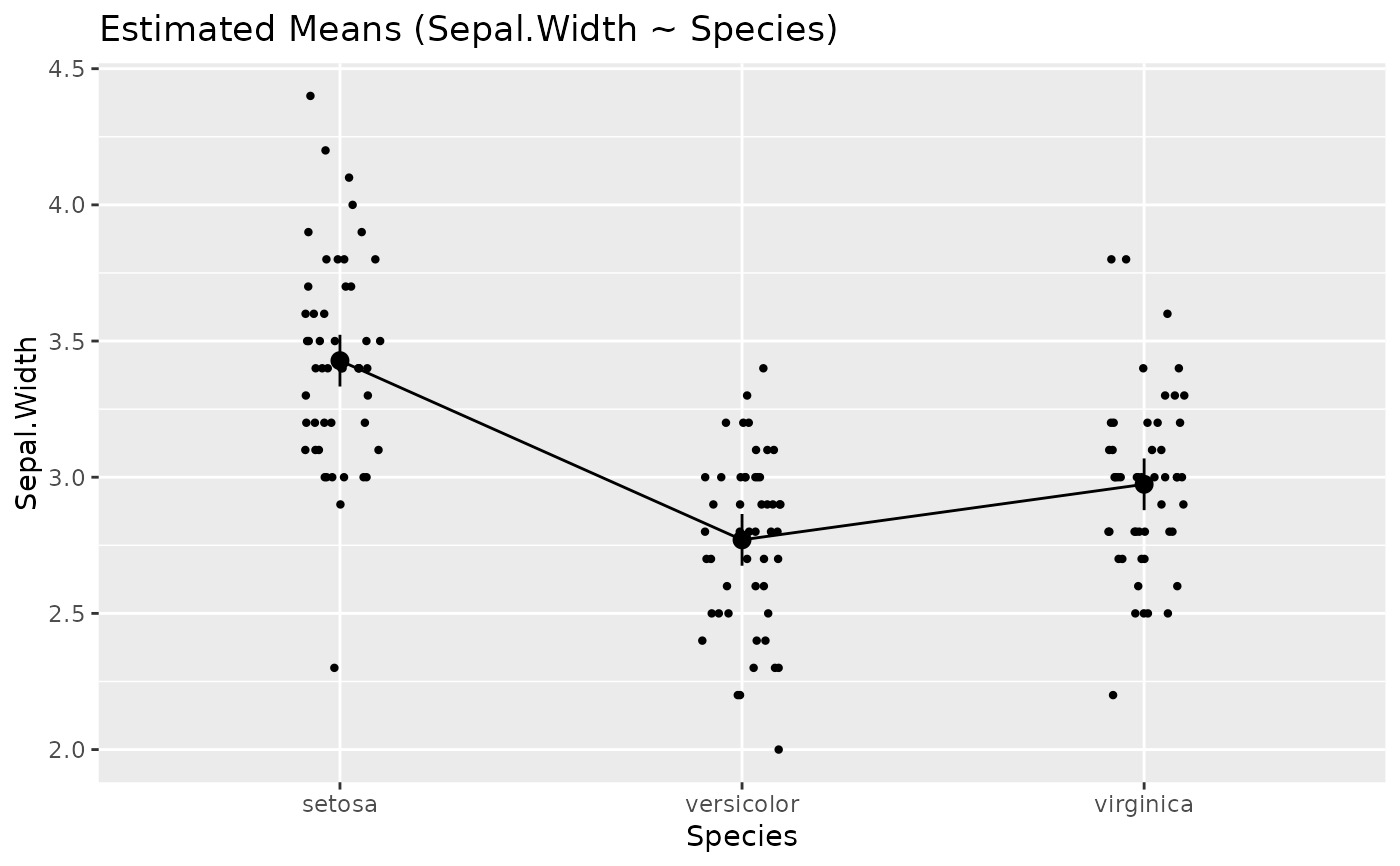 Estimated Means (Sepal.Width ~ Species)
4.5
4.0
3.5
3.0
2.5
2.0
Sepal.Width
setosa versicolor virginica
Species